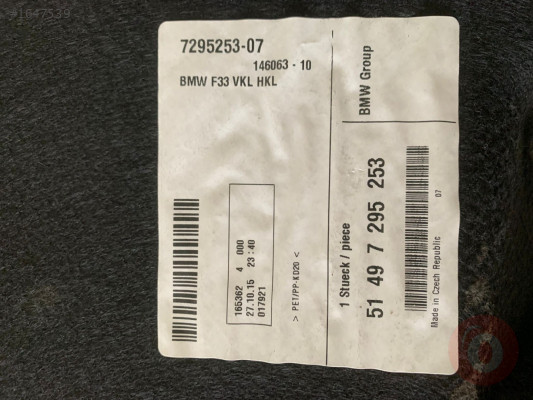 7295253-07
146063 - 10
BMW F33 VKL HKL
165362 4 000
27.10.15 23:40
017921
> PET/PP-KD20 <
BMW Group
1 Stueck / piece
51 49 7 295 253
Made in Czech Republic
07